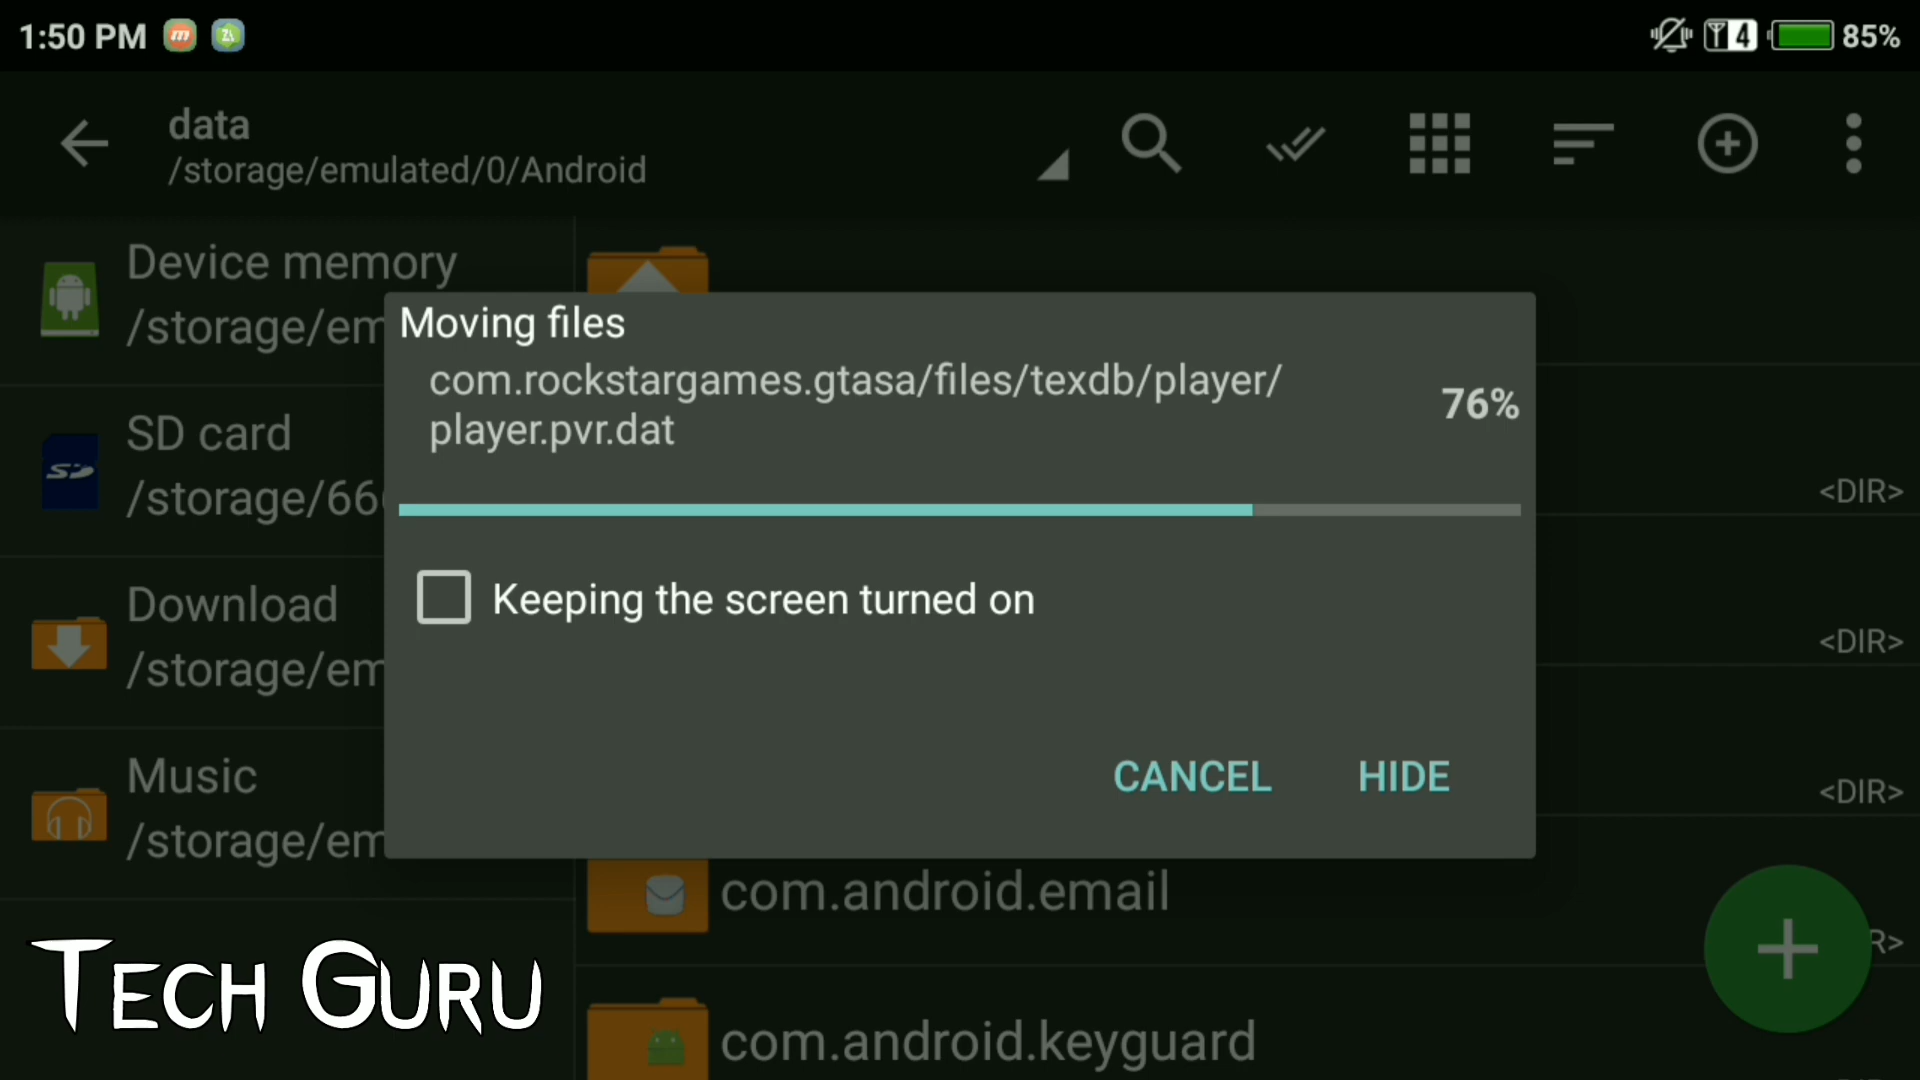 1:50 PM
4
85%
data
/storage/emulated/0/Android
Device memory
/storage/em
SD card
/storage/66
Download
/storage/em
Music
/storage/em
Moving files
com.rockstargames.gtasa/files/texdb/player/
player.pvr.dat
76%
Keeping the screen turned on
CANCEL
HIDE
<DIR>
<DIR>
<DIR>
R>
com.android.email
com.android.keyguard
TECH GURU